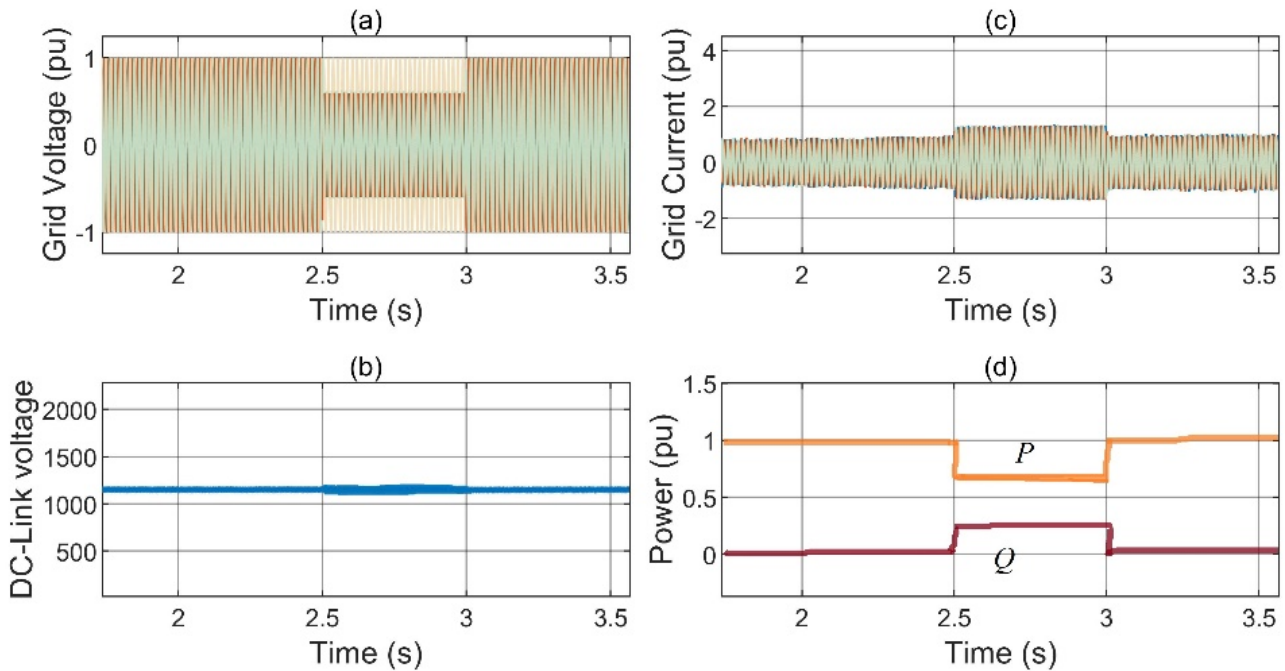 (a)
Grid Voltage (pu)
1
0
-1
2
2.5
3
3.5
Time (s)
(c)
Grid Current (pu)
4
2
0
-2
2
2.5
3
3.5
Time (s)
(b)
DC-Link voltage
2000
1500
1000
500
2
2.5
3
3.5
Time (s)
(d)
Power (pu)
1.5
1
0.5
0
P
Q
2
2.5
3
3.5
Time (s)